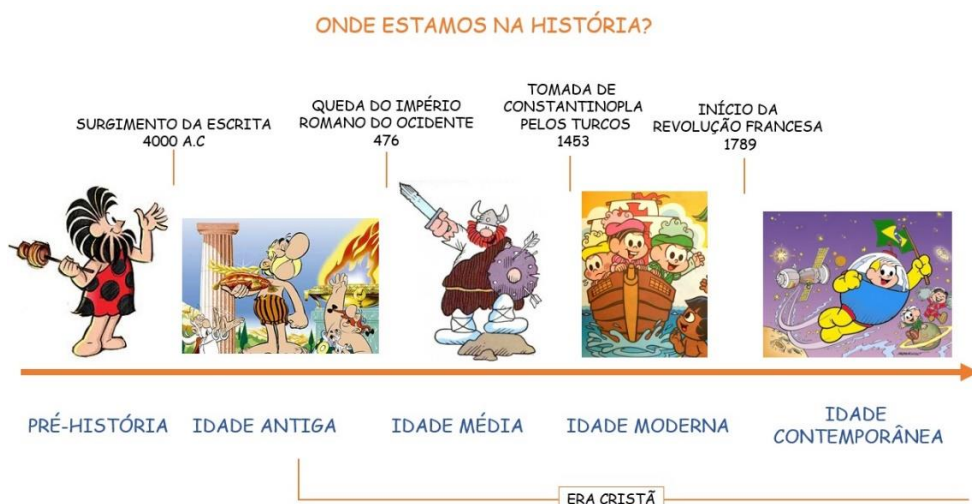 ONDE ESTAMOS NA HISTÓRIA?
SURGIMENTO DA ESCRITA
4000 A.C
QUEDA DO IMPÉRIO
ROMANO DO OCIDENTE
476
TOMADA DE
CONSTANTINOPLA
PELOS TURCOS
1453
INÍCIO DA
REVOLUÇÃO FRANCESA
1789
PRÉ-HISTÓRIA
IDADE ANTIGA
IDADE MÉDIA
IDADE MODERNA
IDADE
CONTEMPORÂNEA
ERA CRISTÃ